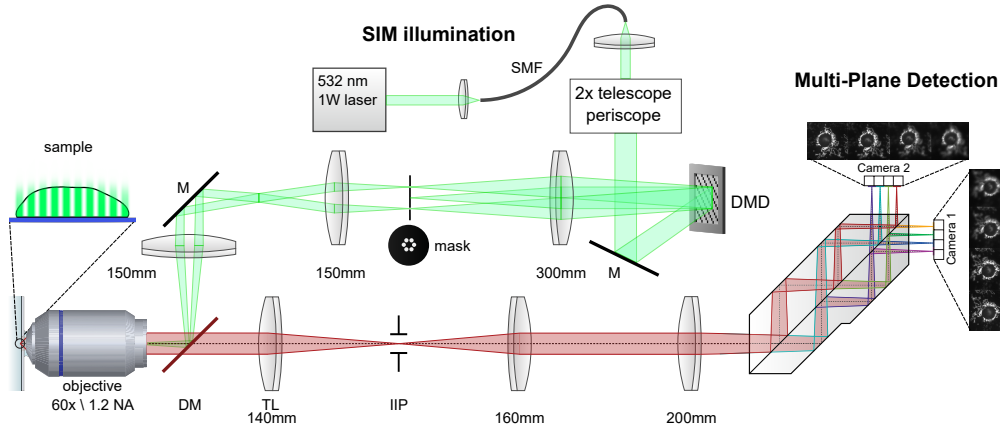 SIM illumination
SMF
532 nm
1W laser
2x telescope
periscope
Multi-Plane Detection
sample
Camera 2
Camera 1
M
DMD
mask
M
150mm
150mm
300mm
objective
60x \ 1.2 NA
DM
TL
140mm
IIP
160mm
200mm